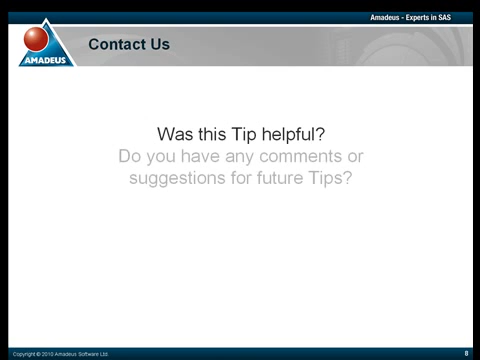 Amadeus - Experts in SAS
AMADEUS
Contact Us
Was this Tip helpful?
Do you have any comments or
suggestions for future Tips?
Copyright © 2010 Amadeus Software Ltd
8